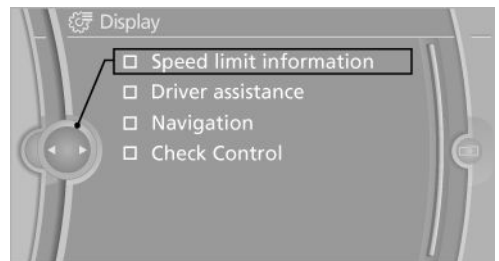 Display
Speed limit information
Driver assistance
Navigation
Check Control